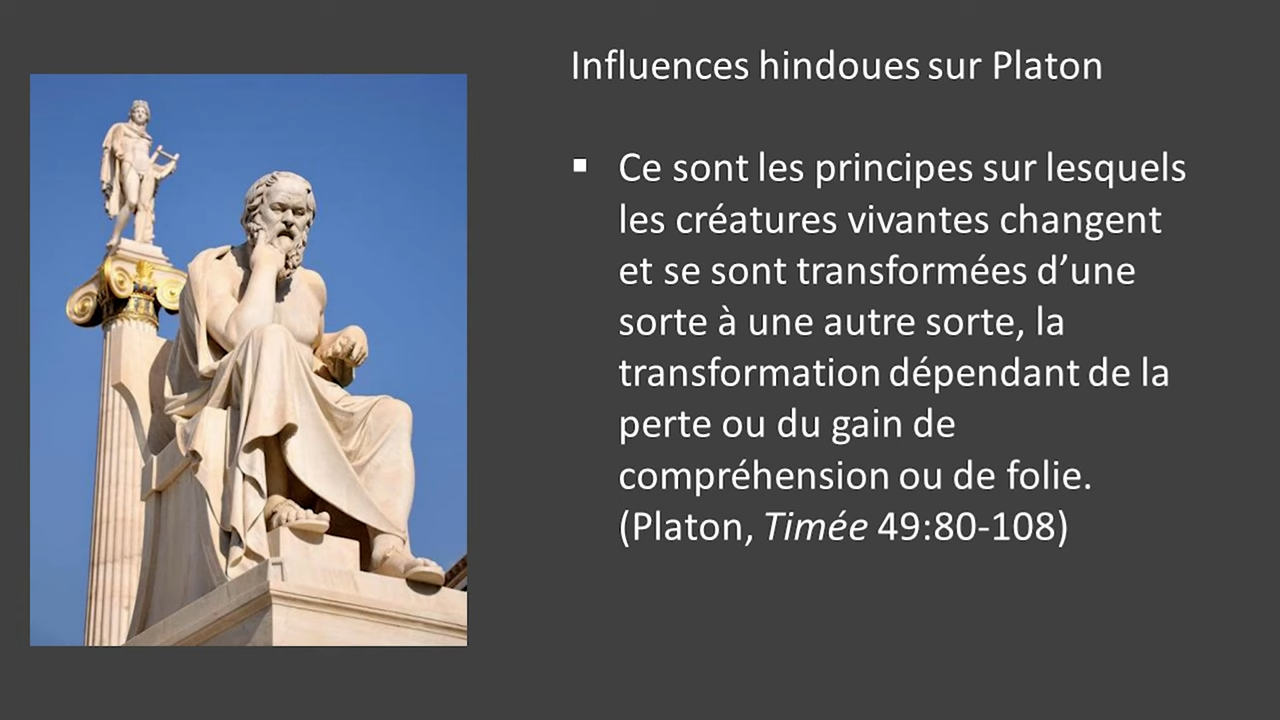 Influences hindoues sur Platon
▪ Ce sont les principes sur lesquels
les créatures vivantes changent
et se sont transformées d’une
sorte à une autre sorte, la
transformation dépendant de la
perte ou du gain de
compréhension ou de folie.
(Platon, Timée 49:80-108)